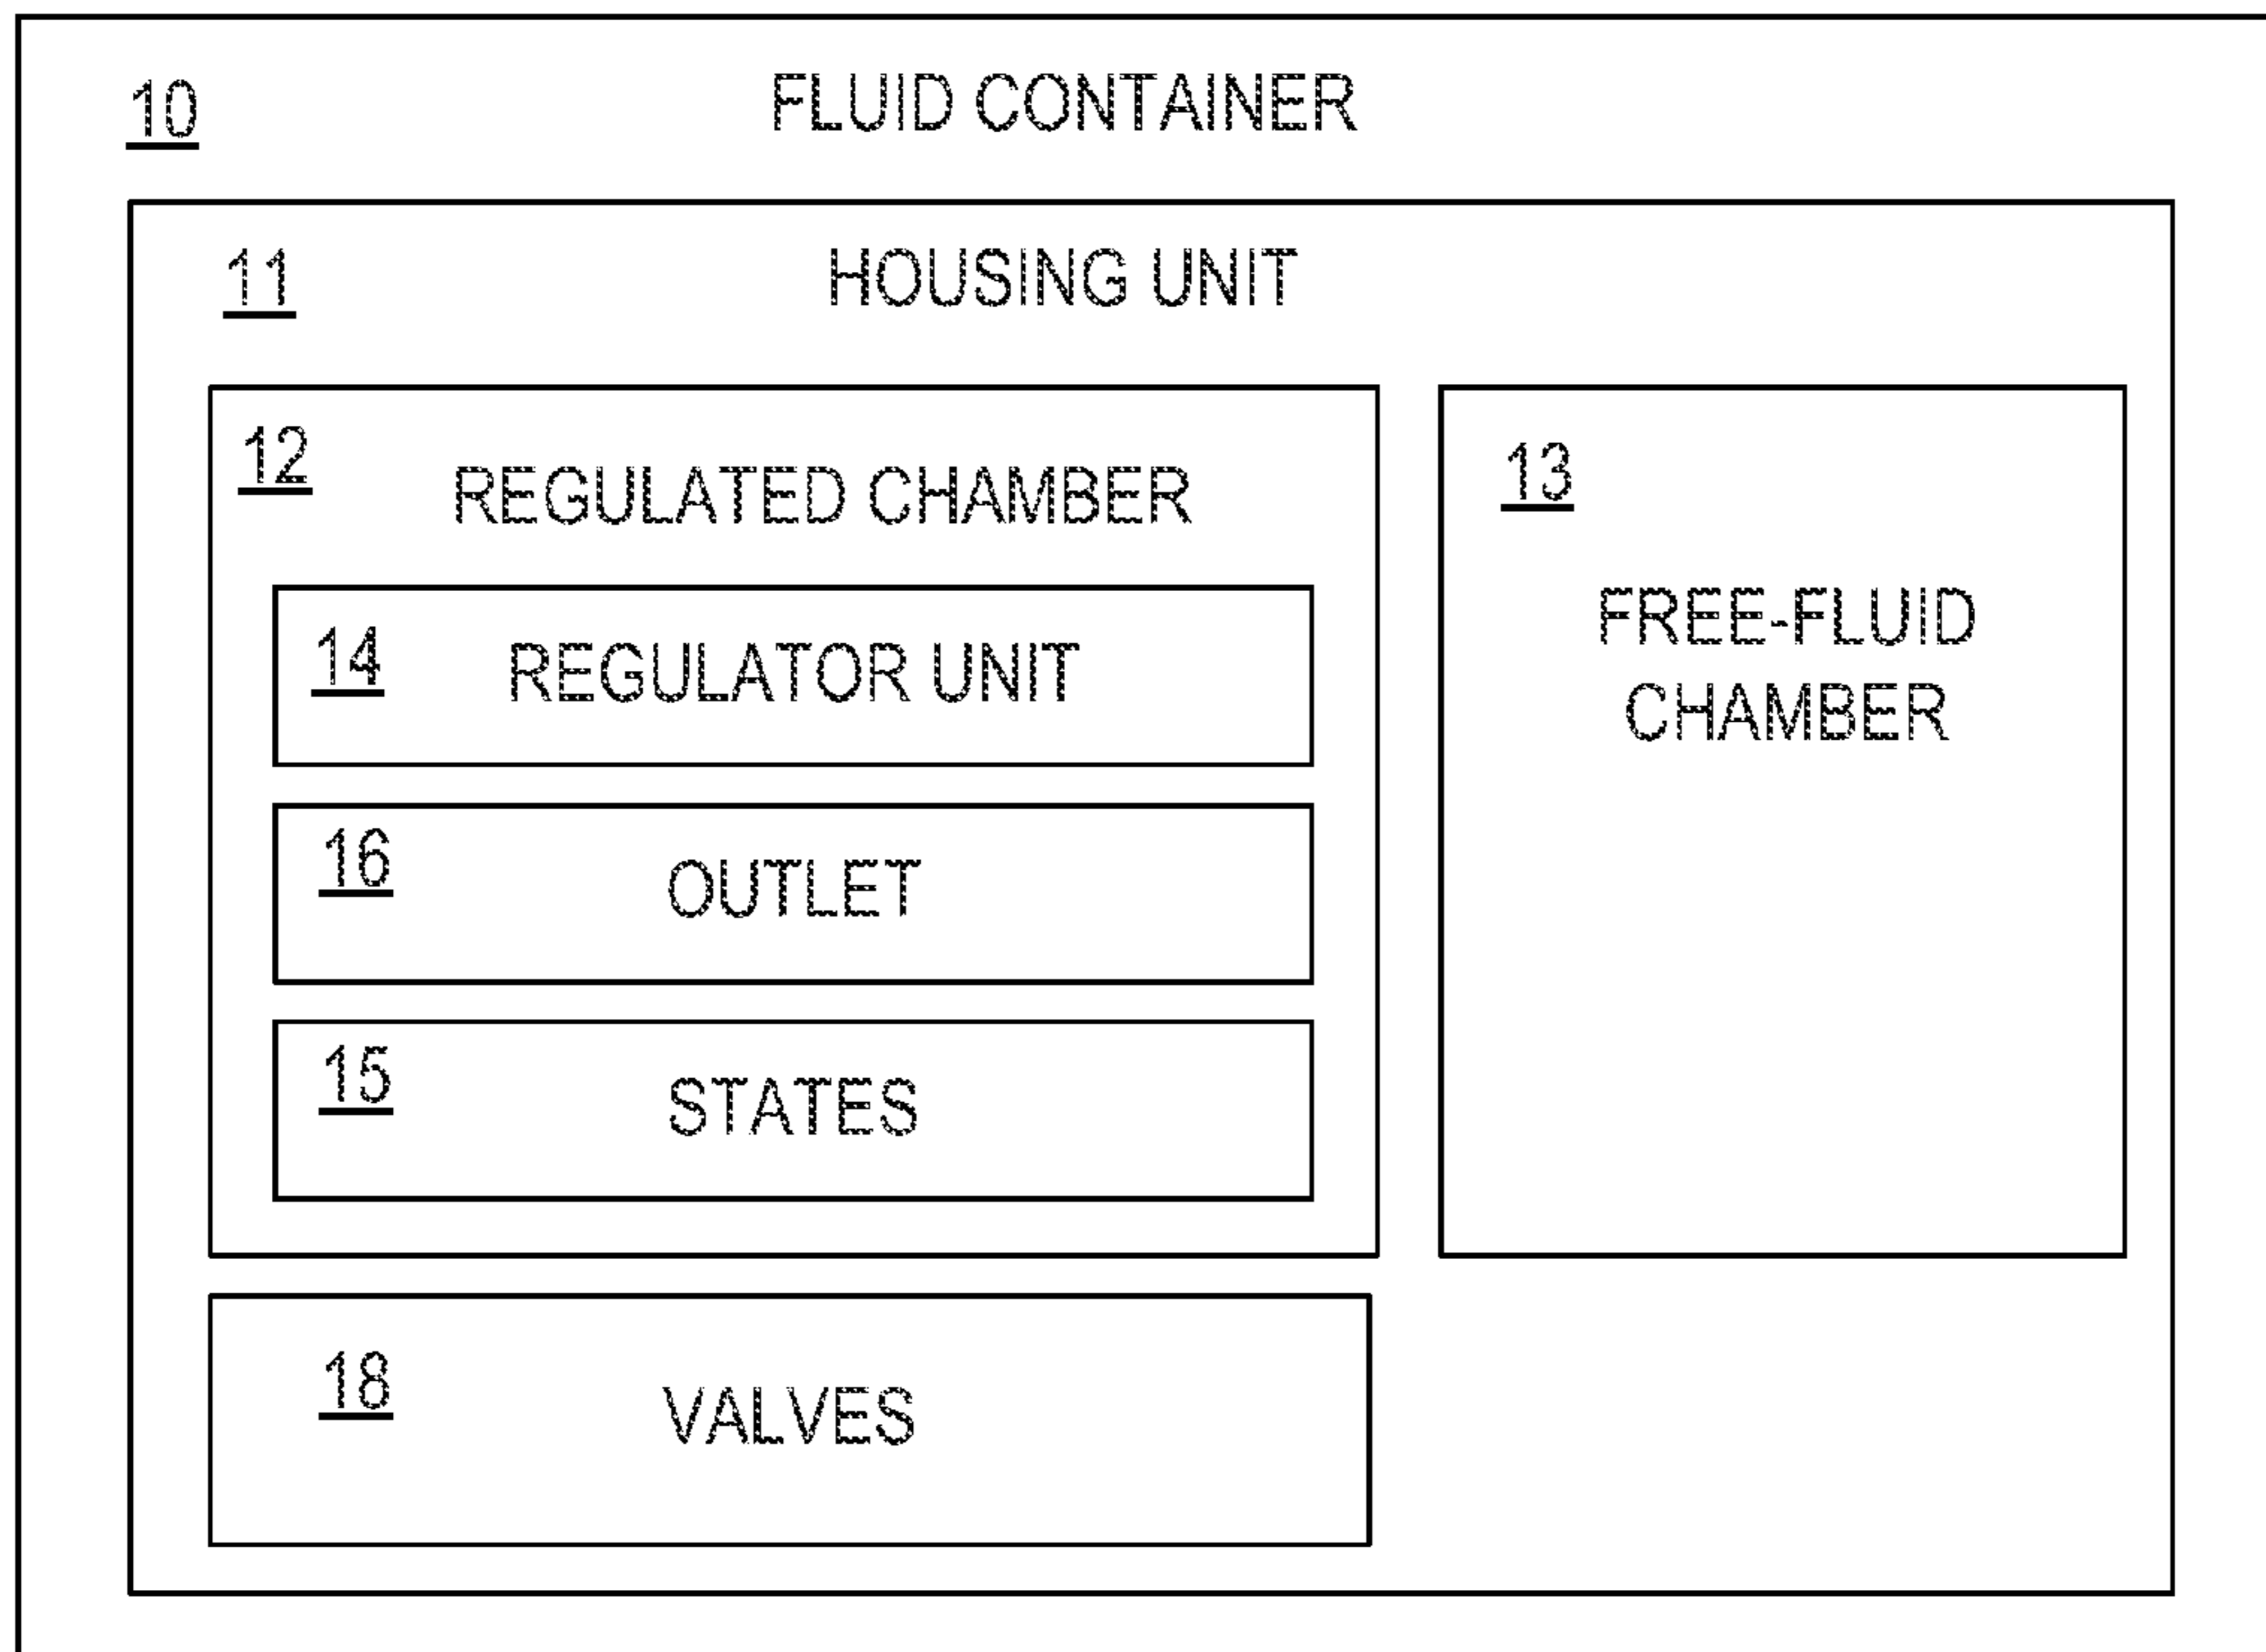 10 FLUID CONTAINER
11 HOUSING UNIT
12 REGULATED CHAMBER
14 REGULATOR UNIT
16 OUTLET
15 STATES
13
FREE-FLUID
CHAMBER
18 VALVES